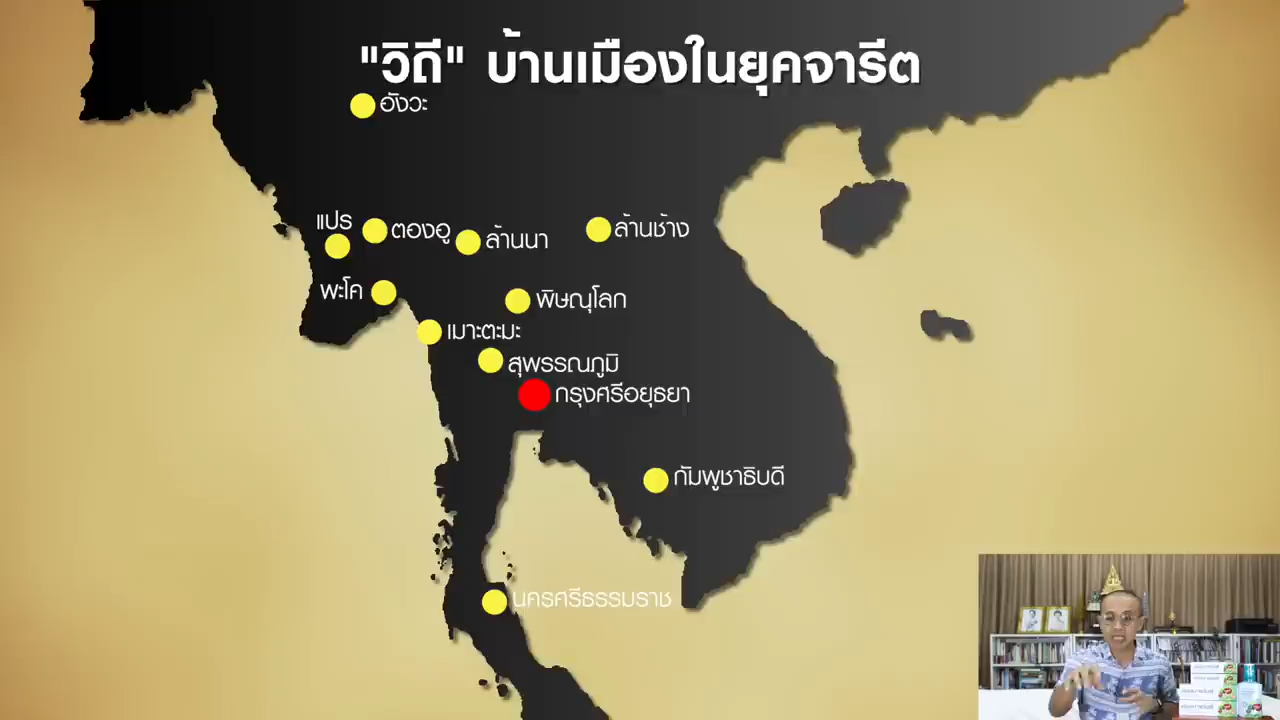 "วิถี" บ้านเมืองในยุคจารีต
อังวะ
แปร
ตองอู
ล้านนา
ล้านช้าง
พะโค
พิษณุโลก
เมาะตะมะ
สุพรรณภูมิ
กรุงศรีอยุธยา
กัมพูชาธิบดี
นครศรีธรรมราช